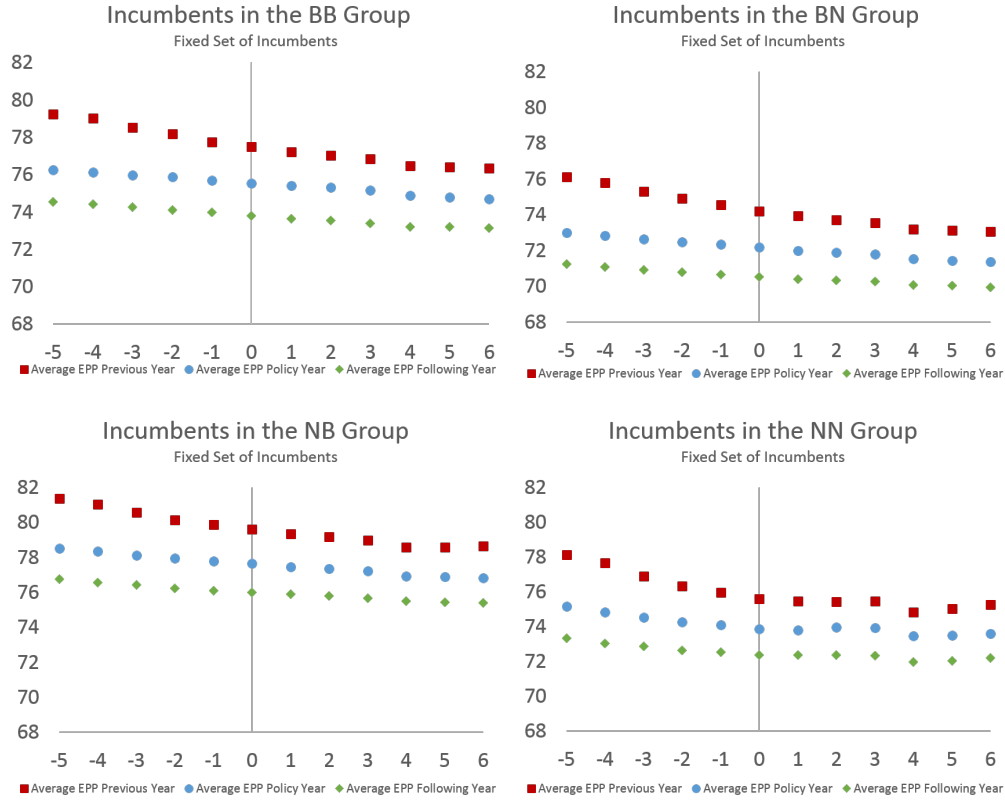 Incumbents in the BB Group
Fixed Set of Incumbents
82
80
78
76
74
72
70
68
-5 -4 -3 -2 -1 0 1 2 3 4 5 6
Average EPP Previous Year Average EPP Policy Year Average EPP Following Year
Incumbents in the BN Group
Fixed Set of Incumbents
82
80
78
76
74
72
70
68
-5 -4 -3 -2 -1 0 1 2 3 4 5 6
Average EPP Previous Year Average EPP Policy Year Average EPP Following Year
Incumbents in the NB Group
Fixed Set of Incumbents
82
80
78
76
74
72
70
68
-5 -4 -3 -2 -1 0 1 2 3 4 5 6
Average EPP Previous Year Average EPP Policy Year Average EPP Following Year
Incumbents in the NN Group
Fixed Set of Incumbents
82
80
78
76
74
72
70
68
-5 -4 -3 -2 -1 0 1 2 3 4 5 6
Average EPP Previous Year Average EPP Policy Year Average EPP Following Year